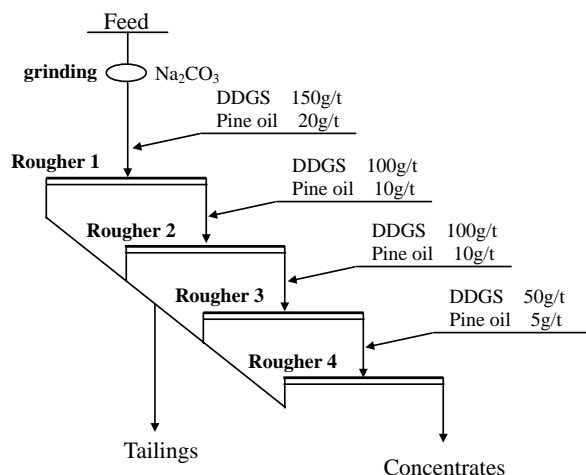 Feed
grinding Na₂CO₃
DDGS 150g/t
Pine oil 20g/t
Rougher 1
DDGS 100g/t
Pine oil 10g/t
Rougher 2
DDGS 100g/t
Pine oil 10g/t
Rougher 3
DDGS 50g/t
Pine oil 5g/t
Rougher 4
Tailings
Concentrates